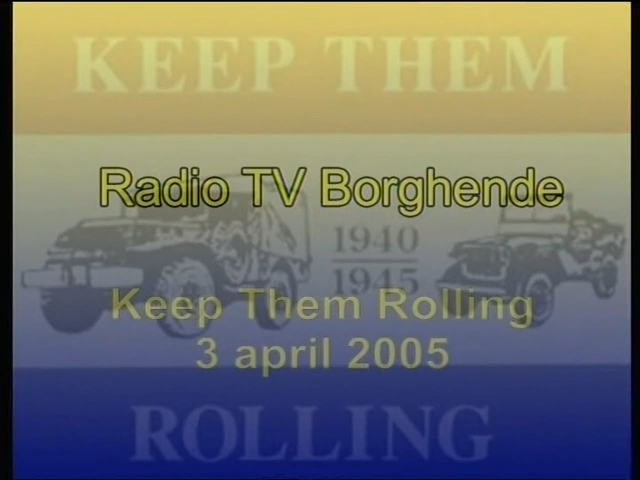 KEEP THEM
Radio TV Borghende
1940
1945
Keep Them Rolling
3 april 2005
ROLLING